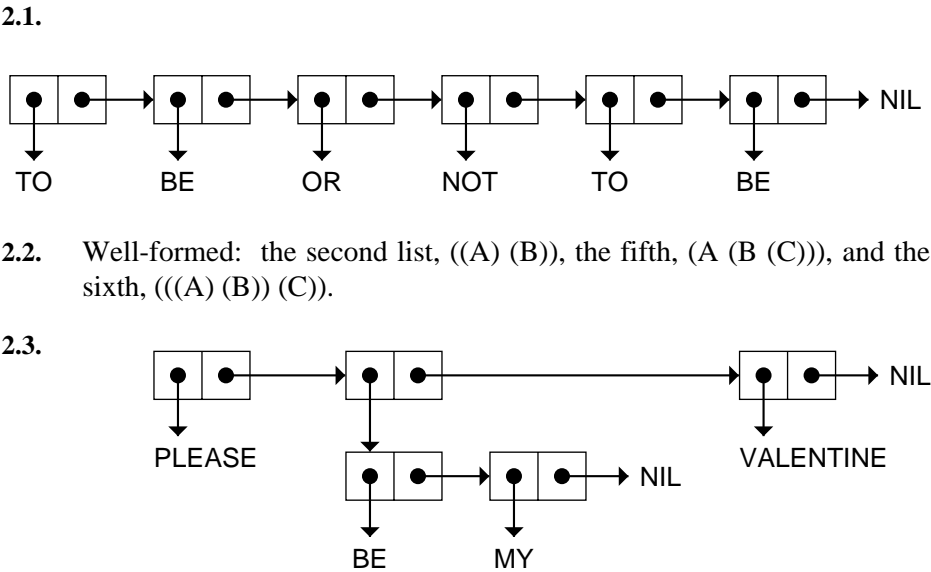 2.1.
NIL
TO BE OR NOT TO BE
2.2. Well-formed: the second list, ((A) (B)), the fifth, (A (B (C))), and the
sixth, (((A) (B)) (C)).
2.3.
NIL
PLEASE VALENTINE
NIL
BE MY